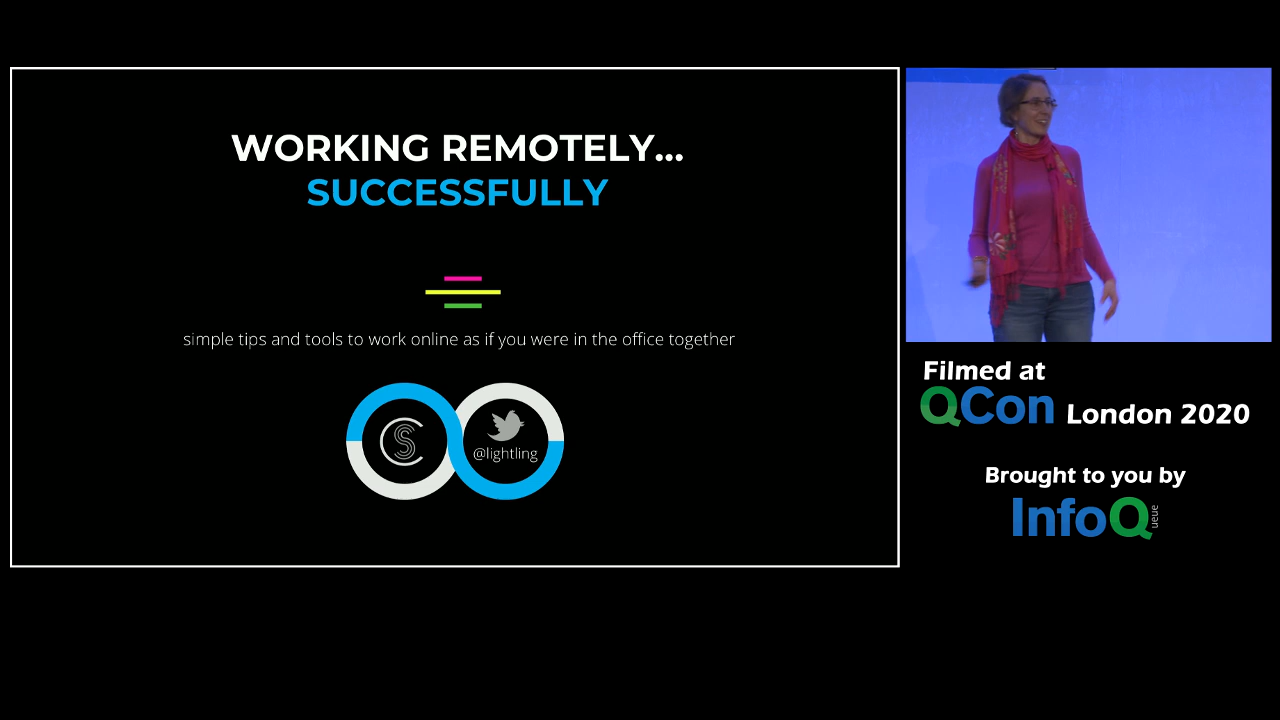 WORKING REMOTELY...
SUCCESSFULLY
simple tips and tools to work online as if you were in the office together
@lightling
Filmed at
QCon London 2020
Brought to you by
InfoQueue